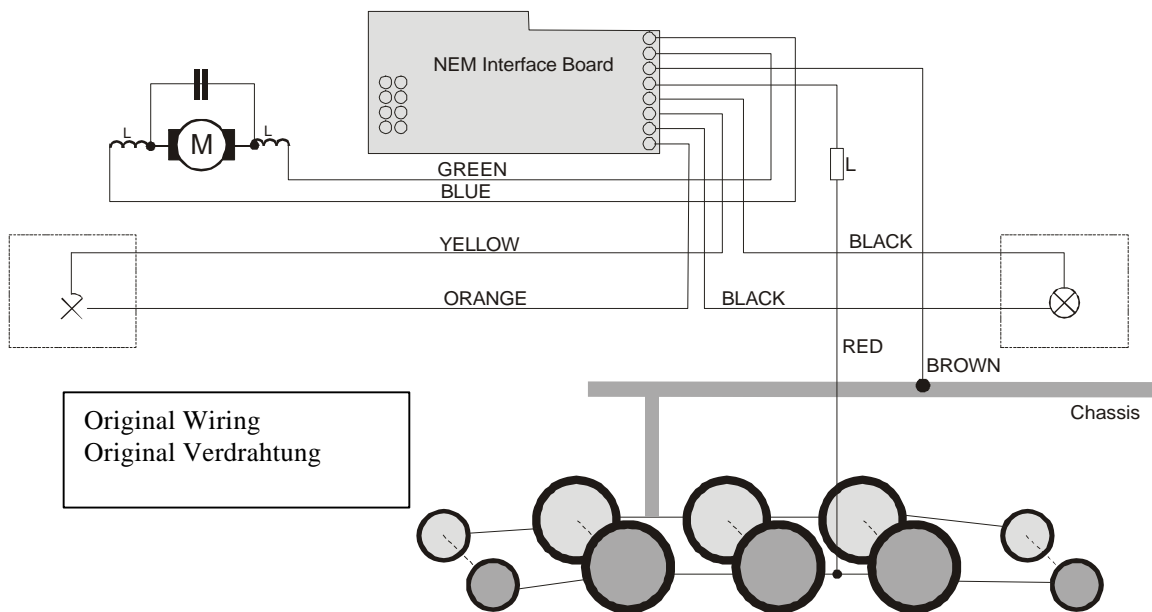 NEM Interface Board
L
L
M
GREEN
BLUE
L
YELLOW
BLACK
ORANGE
BLACK
RED
BROWN
Chassis
Original Wiring
Original Verdrahtung